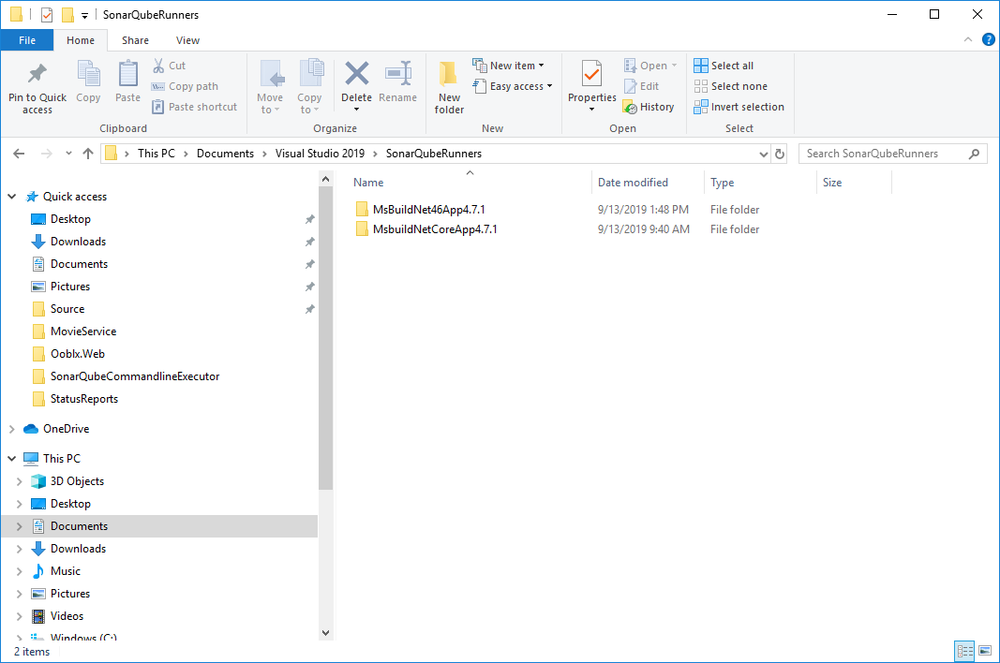 SonarQubeRunners
File Home Share View
Pin to Quick access
Copy
Paste
Cut
Copy path
Paste shortcut
Clipboard
Move to
Copy to
Delete
Rename
Organize
New folder
New item
Easy access
New
Properties
Open
Edit
History
Open
Select all
Select none
Invert selection
Select
This PC Documents Visual Studio 2019 SonarQubeRunners
Search SonarQubeRunners
Quick access
Desktop
Downloads
Documents
Pictures
Source
MovieService
Ooblx.Web
SonarQubeCommandlineExecutor
StatusReports
OneDrive
This PC
3D Objects
Desktop
Documents
Downloads
Music
Pictures
Videos
Windows (C:)
Name Date modified Type Size
MsBuildNet46App4.7.1 9/13/2019 1:48 PM File folder
MsbuildNetCoreApp4.7.1 9/13/2019 9:40 AM File folder
2 items